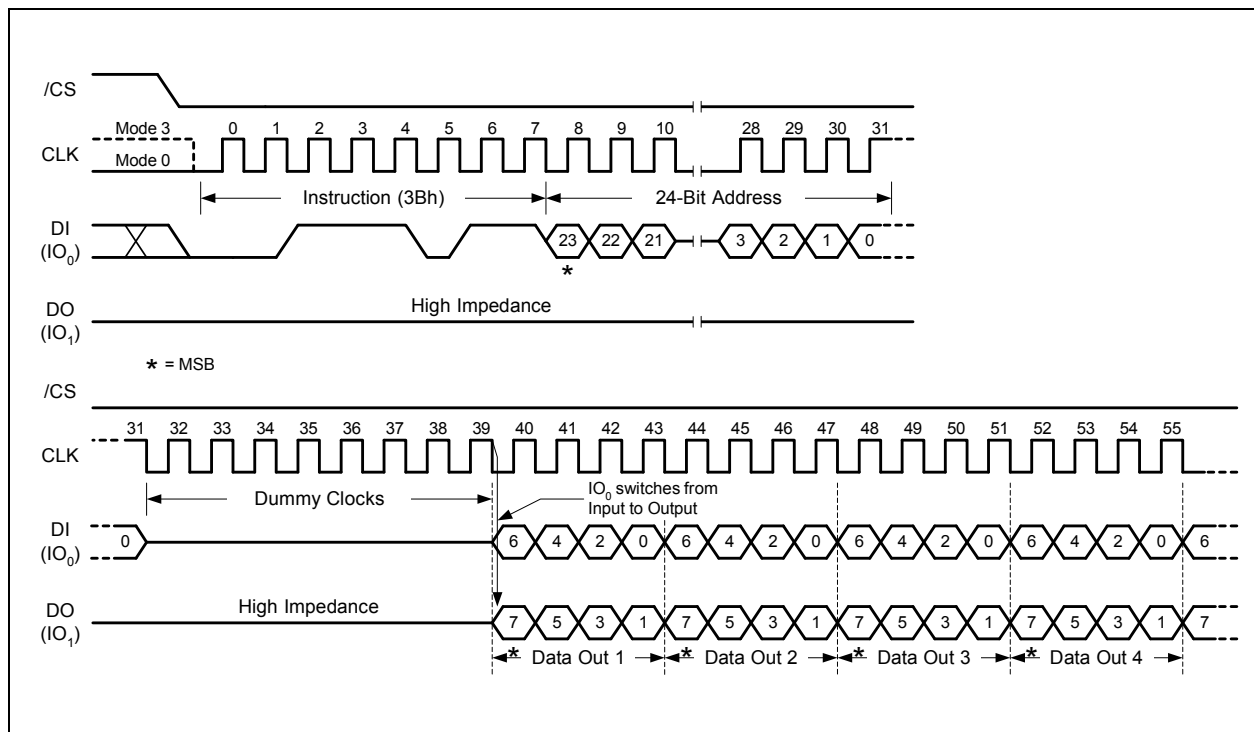 /CS
Mode 3 0 1 2 3 4 5 6 7 8 9 10 28 29 30 31
CLK
Mode 0
Instruction (3Bh) 24-Bit Address
DI
(IO₀) 23 22 21 3 2 1 0
*
High Impedance
DO
(IO₁)
* = MSB
/CS
31 32 33 34 35 36 37 38 39 40 41 42 43 44 45 46 47 48 49 50 51 52 53 54 55
CLK
Dummy Clocks
IO₀ switches from
Input to Output
DI
(IO₀) 0 6 4 2 0 6 4 2 0 6 4 2 0 6 4 2 0 6
High Impedance
DO
(IO₁) 7 5 3 1 7 5 3 1 7 5 3 1 7 5 3 1 7
* Data Out 1 * Data Out 2 * Data Out 3 * Data Out 4